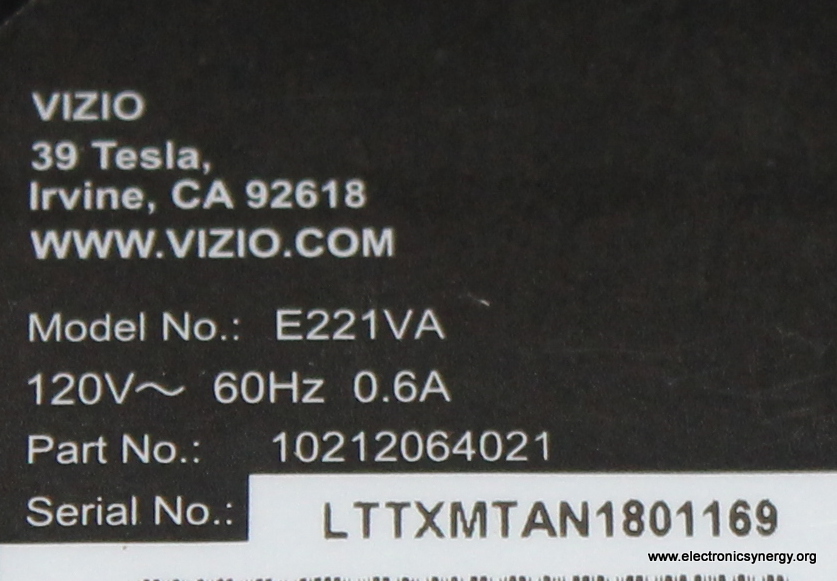 VIZIO
39 Tesla,
Irvine, CA 92618
WWW.VIZIO.COM
Model No.: E221VA
120V～ 60Hz 0.6A
Part No.: 10212064021
Serial No.: LTTXMTAN1801169
www.electronicsynergy.org